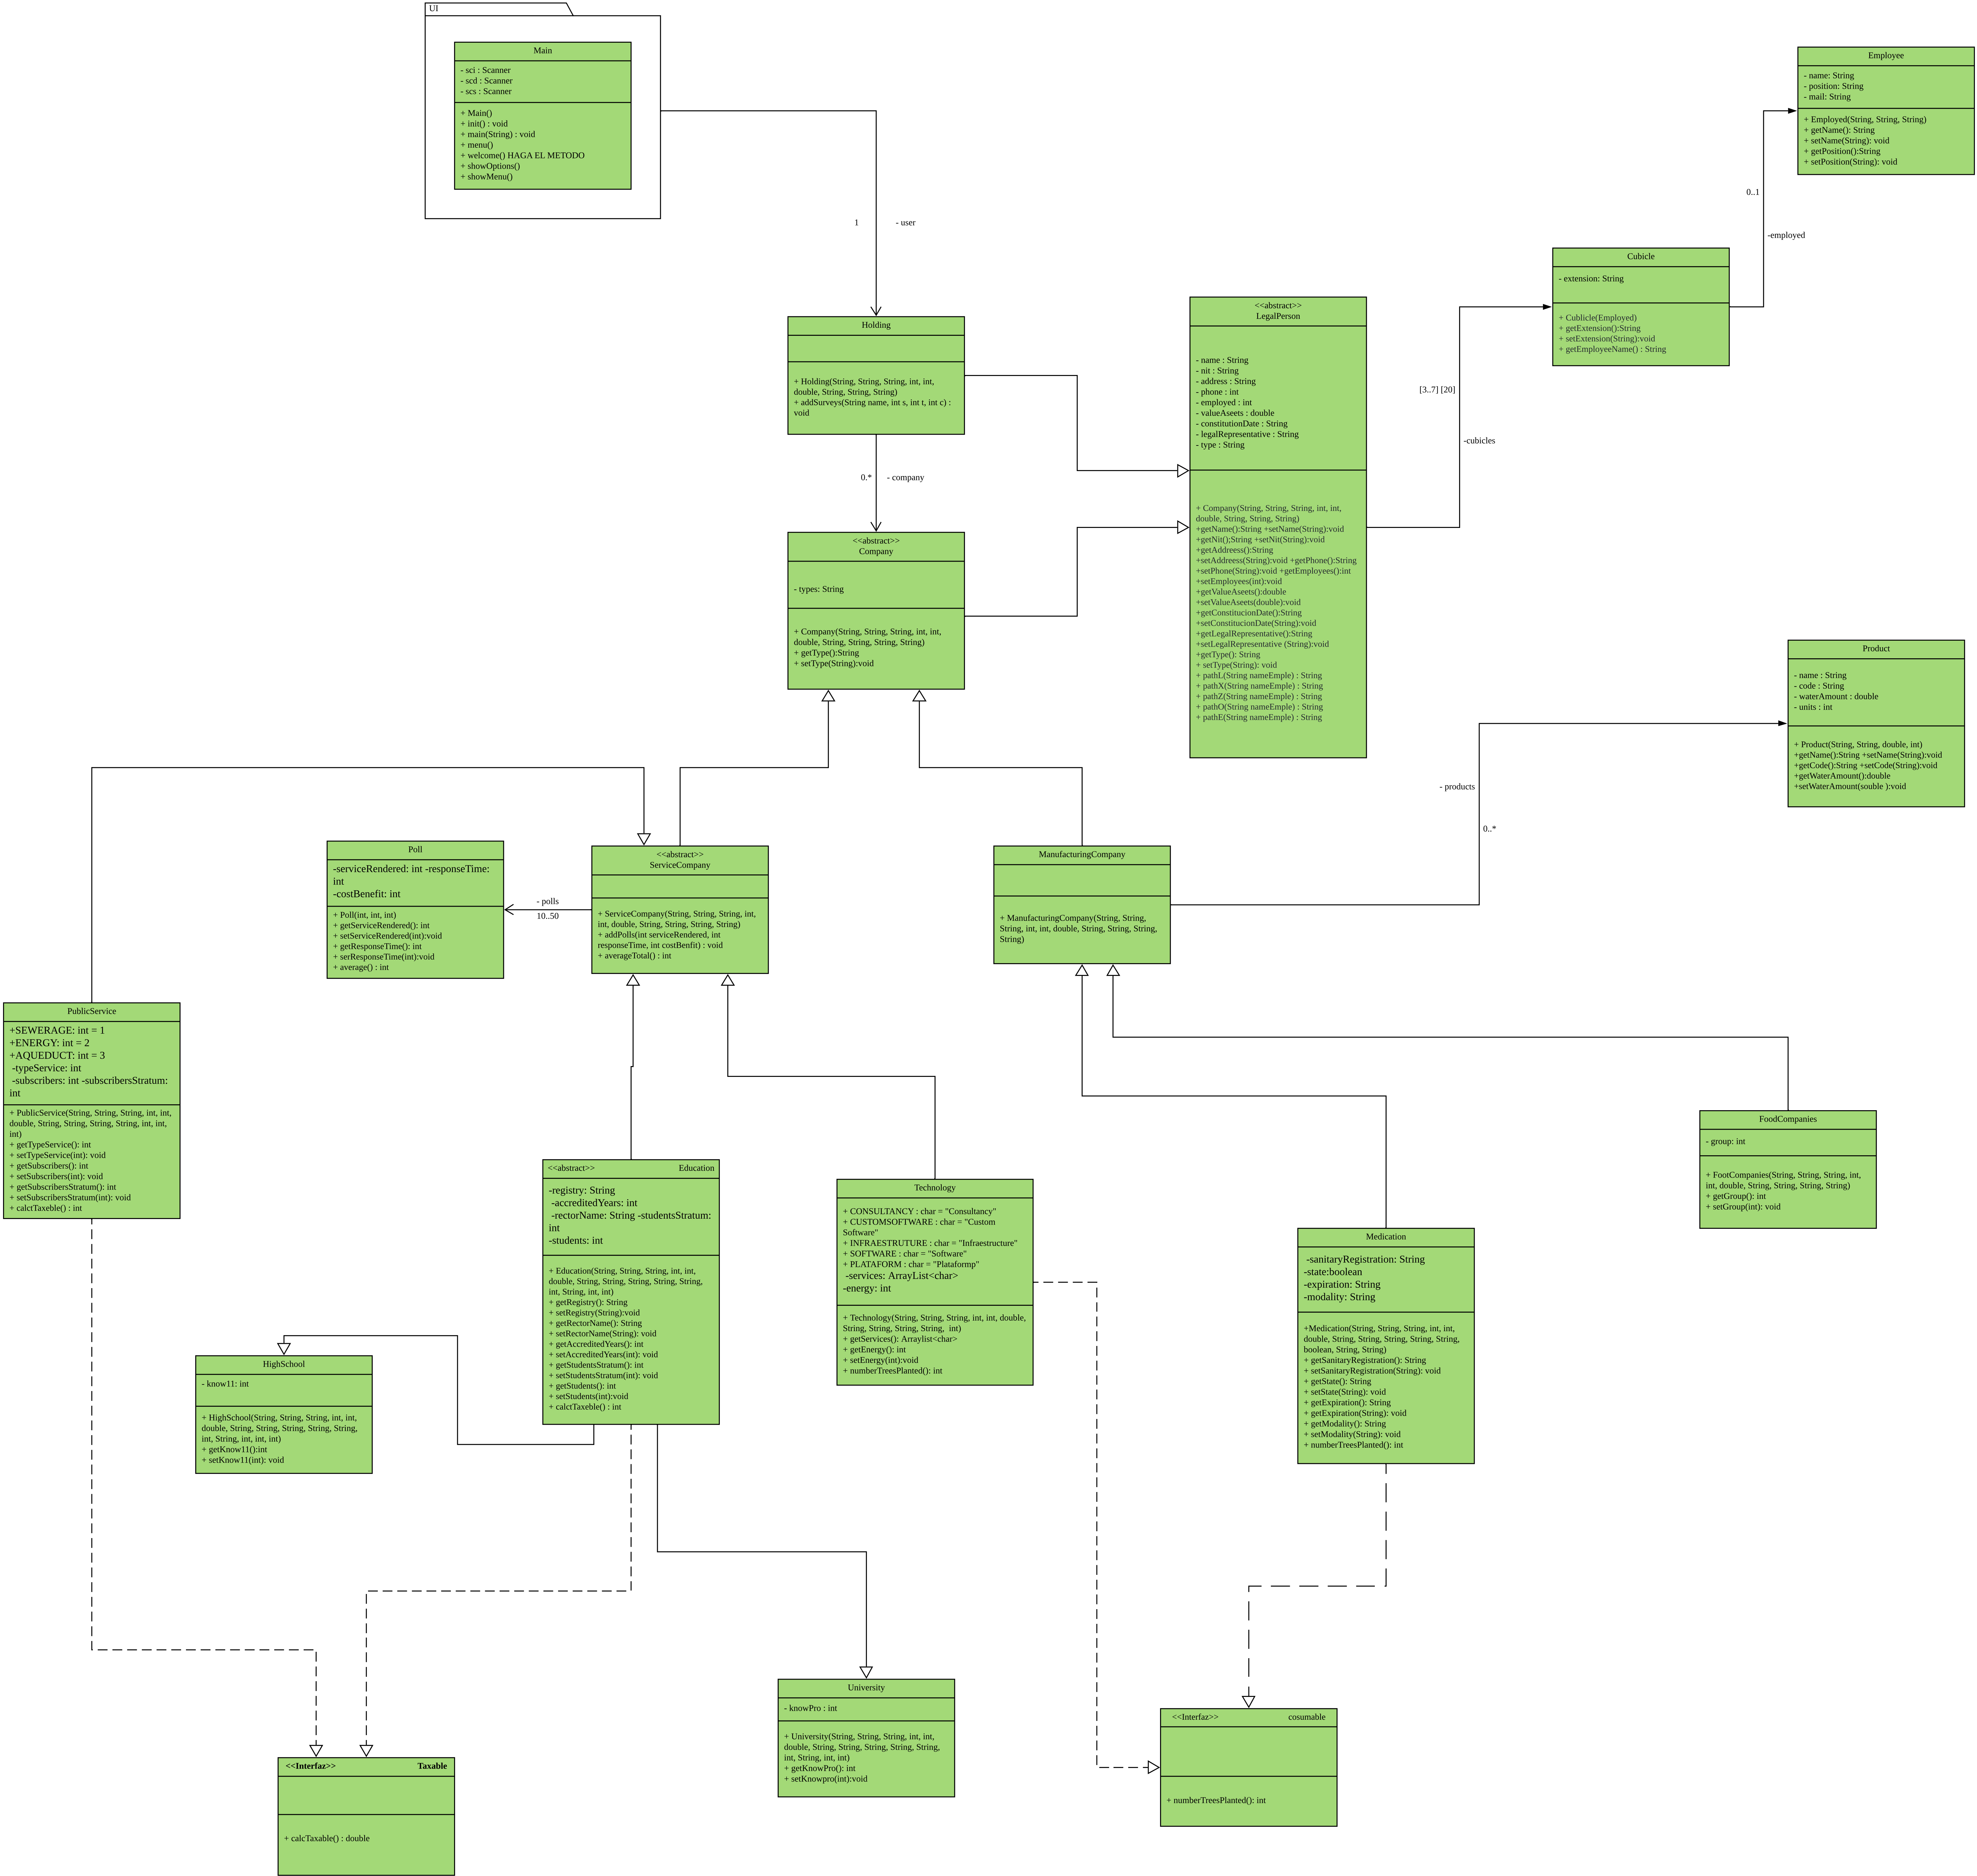 UI
Main
- sci : Scanner
- scd : Scanner
- scs : Scanner
+ Main()
+ init() : void
+ main(String) : void
+ menu()
+ welcome() HAGA EL METODO
+ showOptions()
+ showMenu()
1
- user
Employee
- name: String
- position: String
- mail: String
+ Employed(String, String, String)
+ getName(): String
+ setName(String): void
+ getPosition():String
+ setPosition(String): void
0..1
-employed
Cubicle
- extension: String
+ Cublicle(Employed)
+ getExtension():String
+ setExtension(String):void
+ getEmployeeName() : String
[3..7] [20]
-cubicles
Holding
+ Holding(String, String, String, int, int,
double, String, String, String)
+ addSurveys(String name, int s, int t, int c) :
void
0.*
- company
<<abstract>>
LegalPerson
- name : String
- nit : String
- address : String
- phone : int
- employed : int
- valueAseets : double
- constitutionDate : String
- legalRepresentative : String
- type : String
+ Company(String, String, String, int, int,
double, String, String, String)
+getName():String +setName(String):void
+getNit();String +setNit(String):void
+getAddreess():String
+setAddreess(String):void +getPhone():String
+setPhone(String):void +getEmployees():int
+setEmployees(int):void
+getValueAseets():double
+setValueAseets(double):void
+getConstitucionDate():String
+setConstitucionDate(String):void
+getLegalRepresentative():String
+setLegalRepresentative (String):void
+getType(): String
+ setType(String): void
+ pathL(String nameEmple) : String
+ pathX(String nameEmple) : String
+ pathZ(String nameEmple) : String
+ pathO(String nameEmple) : String
+ pathE(String nameEmple) : String
<<abstract>>
Company
- types: String
+ Company(String, String, String, int, int,
double, String, String, String, String)
+ getType():String
+ setType(String):void
Product
- name : String
- code : String
- waterAmount : double
- units : int
+ Product(String, String, double, int)
+getName():String +setName(String):void
+getCode():String +setCode(String):void
+getWaterAmount():double
+setWaterAmount(souble ):void
- products
0..*
Poll
-serviceRendered: int -responseTime:
int
-costBenefit: int
+ Poll(int, int, int)
+ getServiceRendered(): int
+ setServiceRendered(int):void
+ getResponseTime(): int
+ serResponseTime(int):void
+ average() : int
- polls
10..50
<<abstract>>
ServiceCompany
+ ServiceCompany(String, String, String, int,
int, double, String, String, String, String)
+ addPolls(int serviceRendered, int
responseTime, int costBenfit) : void
+ averageTotal() : int
ManufacturingCompany
+ ManufacturingCompany(String, String,
String, int, int, double, String, String, String,
String)
PublicService
+SEWERAGE: int = 1
+ENERGY: int = 2
+AQUEDUCT: int = 3
-typeService: int
-subscribers: int -subscribersStratum:
int
+ PublicService(String, String, String, int, int,
double, String, String, String, String, int, int,
int)
+ getTypeService(): int
+ setTypeService(int): void
+ getSubscribers(): int
+ setSubscribers(int): void
+ getSubscribersStratum(): int
+ setSubscribersStratum(int): void
+ calctTaxeble() : int
<<abstract>> Education
-registry: String
-accreditedYears: int
-rectorName: String -studentsStratum:
int
-students: int
+ Education(String, String, String, int, int,
double, String, String, String, String, String,
int, String, int, int)
+ getRegistry(): String
+ setRegistry(String):void
+ getRectorName(): String
+ setRectorName(String): void
+ getAccreditedYears(): int
+ setAccreditedYears(int): void
+ getStudentsStratum(): int
+ setStudentsStratum(int): void
+ getStudents(): int
+ setStudents(int):void
+ calctTaxeble() : int
Technology
+ CONSULTANCY : char = "Consultancy"
+ CUSTOMSOFTWARE : char = "Custom
Software"
+ INFRAESTRUTURE : char = "Infraestructure"
+ SOFTWARE : char = "Software"
+ PLATAFORM : char = "Plataformp"
-services: ArrayList<char>
-energy: int
+ Technology(String, String, String, int, int, double,
String, String, String, String, int)
+ getServices(): Arraylist<char>
+ getEnergy(): int
+ setEnergy(int):void
+ numberTreesPlanted(): int
FoodCompanies
- group: int
+ FootCompanies(String, String, String, int,
int, double, String, String, String, String)
+ getGroup(): int
+ setGroup(int): void
Medication
-sanitaryRegistration: String
-state:boolean
-expiration: String
-modality: String
+Medication(String, String, String, int, int,
double, String, String, String, String, String,
boolean, String, String)
+ getSanitaryRegistration(): String
+ setSanitaryRegistration(String): void
+ getState(): String
+ setState(String): void
+ getExpiration(): String
+ getExpiration(String): void
+ getModality(): String
+ setModality(String): void
+ numberTreesPlanted(): int
HighSchool
- know11: int
+ HighSchool(String, String, String, int, int,
double, String, String, String, String, String,
int, String, int, int, int)
+ getKnow11():int
+ setKnow11(int): void
University
- knowPro : int
+ University(String, String, String, int, int,
double, String, String, String, String, String,
int, String, int, int)
+ getKnowPro(): int
+ setKnowpro(int):void
<<Interfaz>> cosumable
+ numberTreesPlanted(): int
<<Interfaz>> Taxable
+ calcTaxable() : double